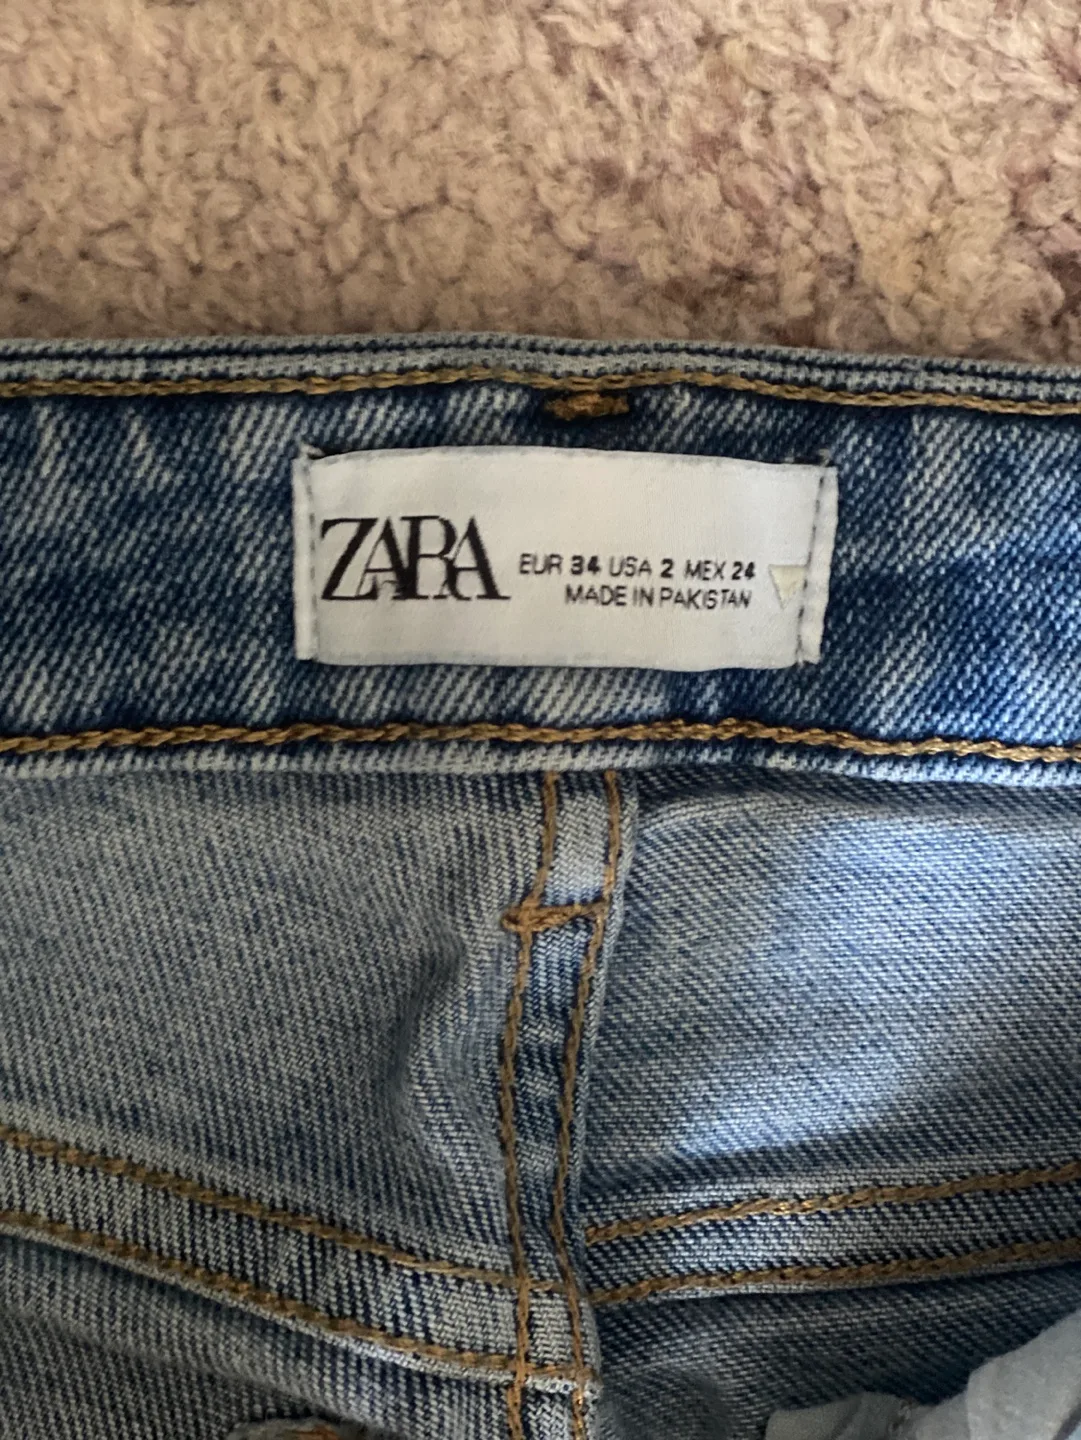 ZARA
EUR 34 USA 2 MEX 24
MADE IN PAKISTAN